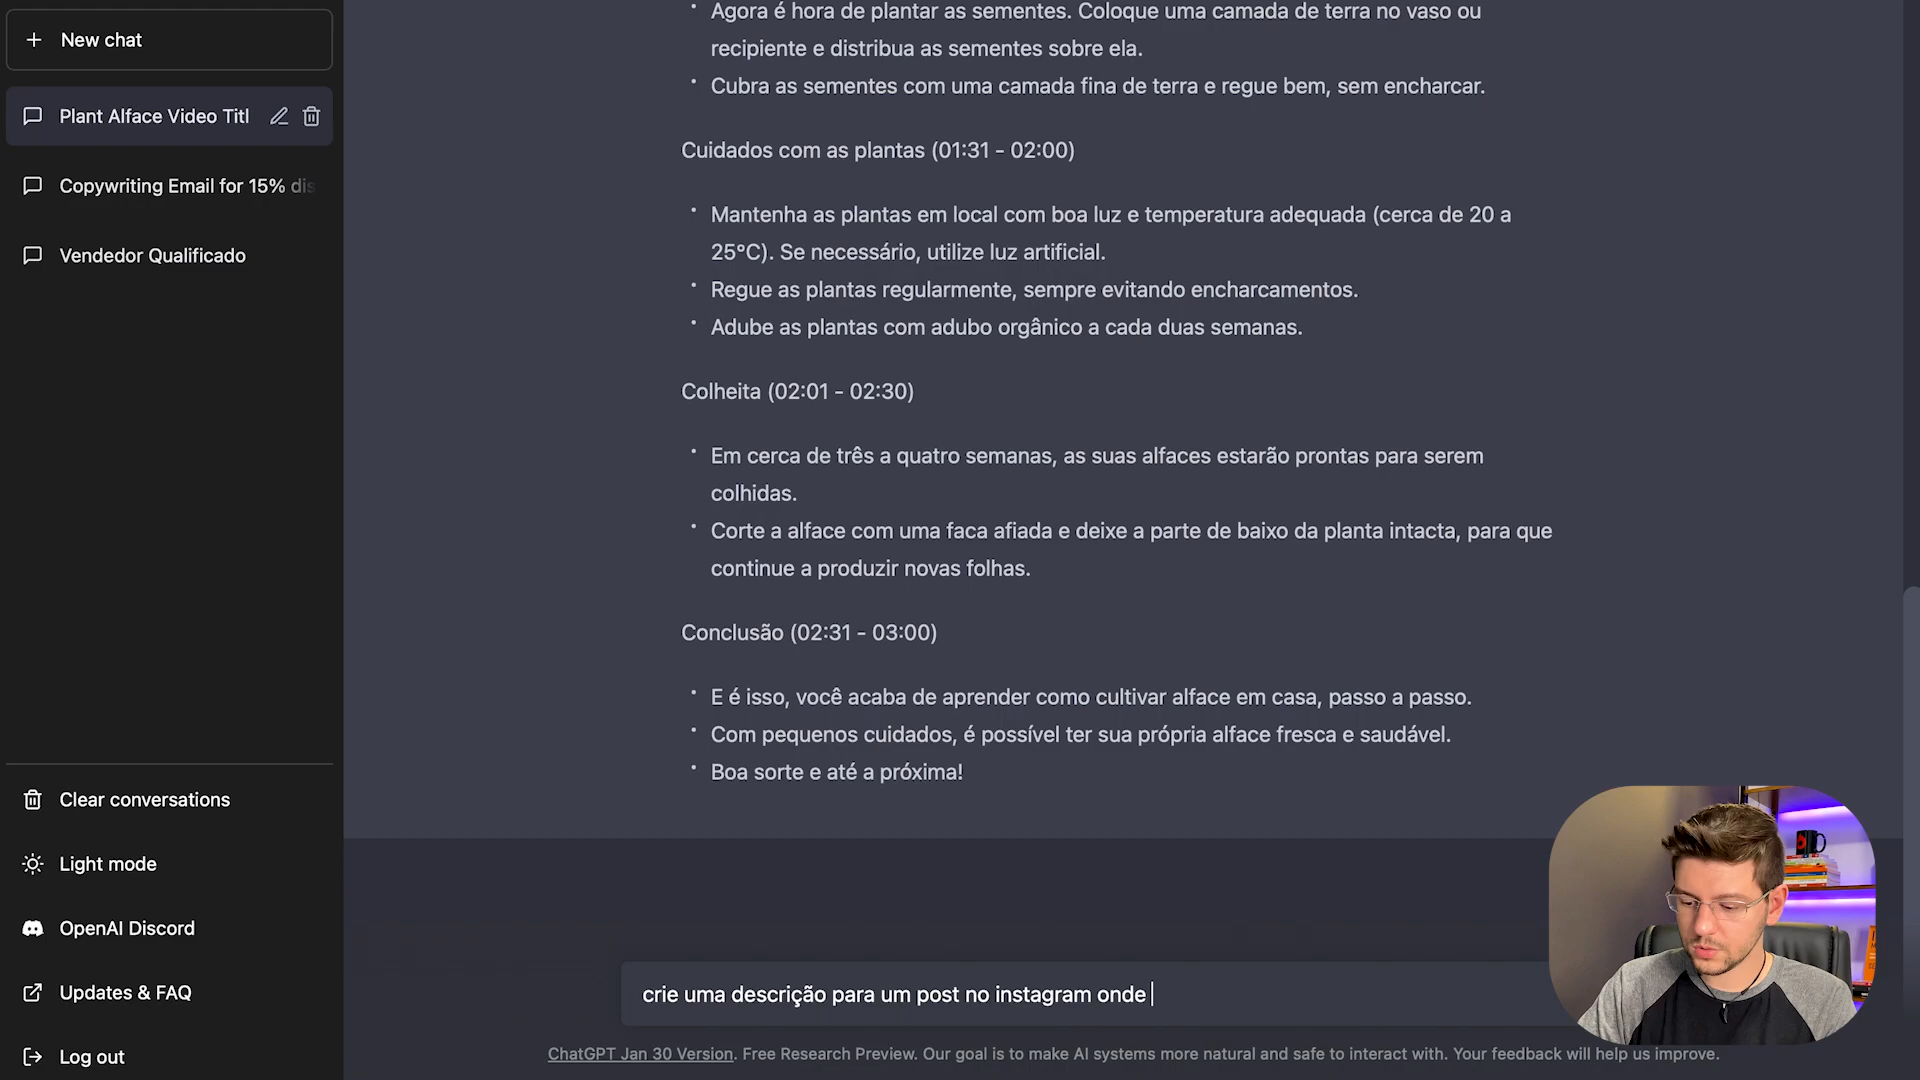 New chat
Plant Alface Video Titl
Copywriting Email for 15% dis
Vendedor Qualificado
Clear conversations
Light mode
OpenAI Discord
Updates & FAQ
Log out
• Agora é hora de plantar as sementes. Coloque uma camada de terra no vaso ou
recipiente e distribua as sementes sobre ela.
• Cubra as sementes com uma camada fina de terra e regue bem, sem encharcar.
Cuidados com as plantas (01:31 - 02:00)
• Mantenha as plantas em local com boa luz e temperatura adequada (cerca de 20 a
25°C). Se necessário, utilize luz artificial.
• Regue as plantas regularmente, sempre evitando encharcamentos.
• Adube as plantas com adubo orgânico a cada duas semanas.
Colheita (02:01 - 02:30)
• Em cerca de três a quatro semanas, as suas alfaces estarão prontas para serem
colhidas.
• Corte a alface com uma faca afiada e deixe a parte de baixo da planta intacta, para que
continue a produzir novas folhas.
Conclusão (02:31 - 03:00)
• E é isso, você acaba de aprender como cultivar alface em casa, passo a passo.
• Com pequenos cuidados, é possível ter sua própria alface fresca e saudável.
• Boa sorte e até a próxima!
crie uma descrição para um post no instagram onde
ChatGPT Jan 30 Version. Free Research Preview. Our goal is to make AI systems more natural and safe to interact with. Your feedback will help us improve.